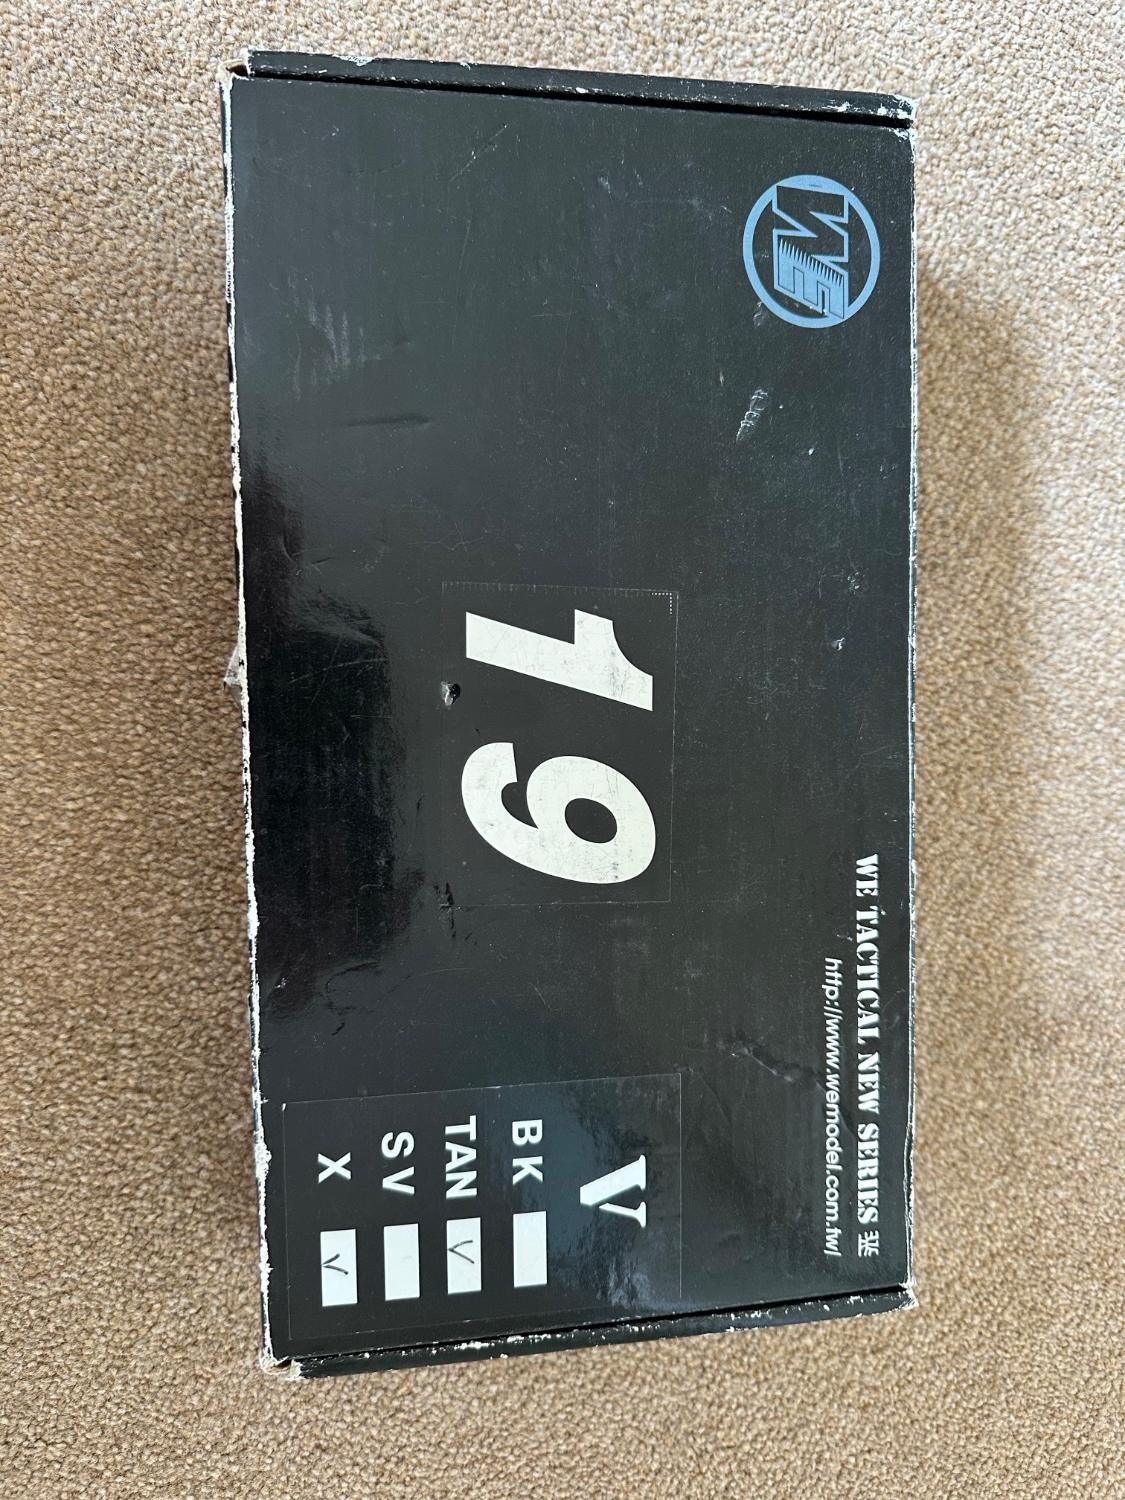 WE
WE TACTICAL NEW SERIES
http://www.wemodel.com.tw/
19
V
BK
TAN V
SV
X V